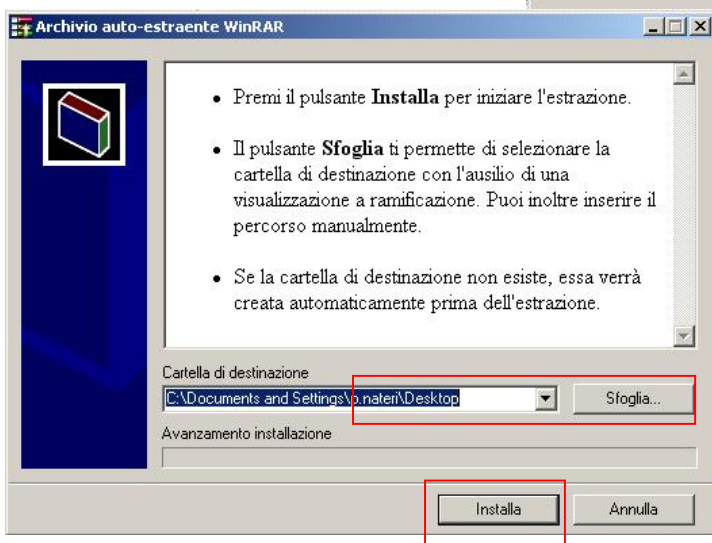 Archivio auto-estraente WinRAR
• Premi il pulsante Installa per iniziare l'estrazione.
• Il pulsante Sfoglia ti permette di selezionare la
cartella di destinazione con l'ausilio di una
visualizzazione a ramificazione. Puoi inoltre inserire il
percorso manualmente.
• Se la cartella di destinazione non esiste, essa verrà
creata automaticamente prima dell'estrazione.
Cartella di destinazione
C:\Documents and Settings\p.nateri\Desktop
Sfoglia...
Avanzamento installazione
Installa
Annulla